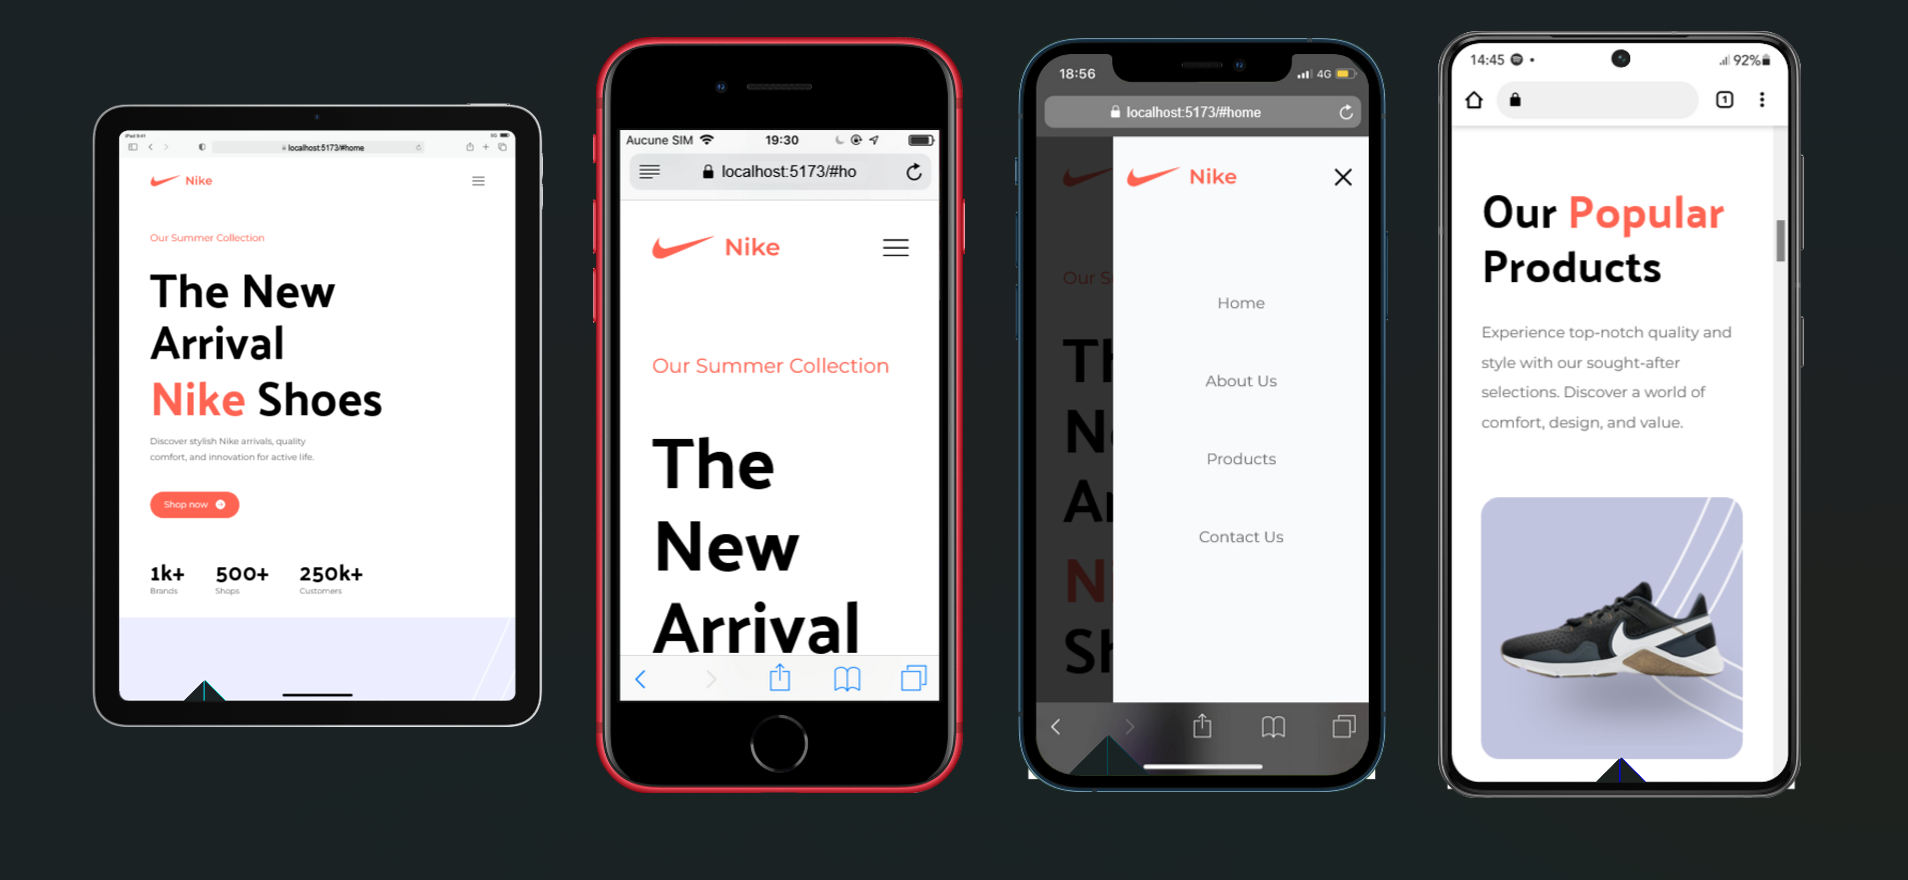 iPad 9:41
5G
localhost:5173/#home
Nike
Our Summer Collection
The New
Arrival
Nike Shoes
Discover stylish Nike arrivals, quality
comfort, and innovation for active life.
Shop now
1k+ 500+ 250k+
Brands Shops Customers
Aucune SIM 19:30
localhost:5173/#ho
Nike
Our Summer Collection
The
New
Arrival
18:56 4G
localhost:5173/#home
Nike
Home
Our S
About Us
Products
Contact Us
14:45 92%
1
Our Popular
Products
Experience top-notch quality and
style with our sought-after
selections. Discover a world of
comfort, design, and value.